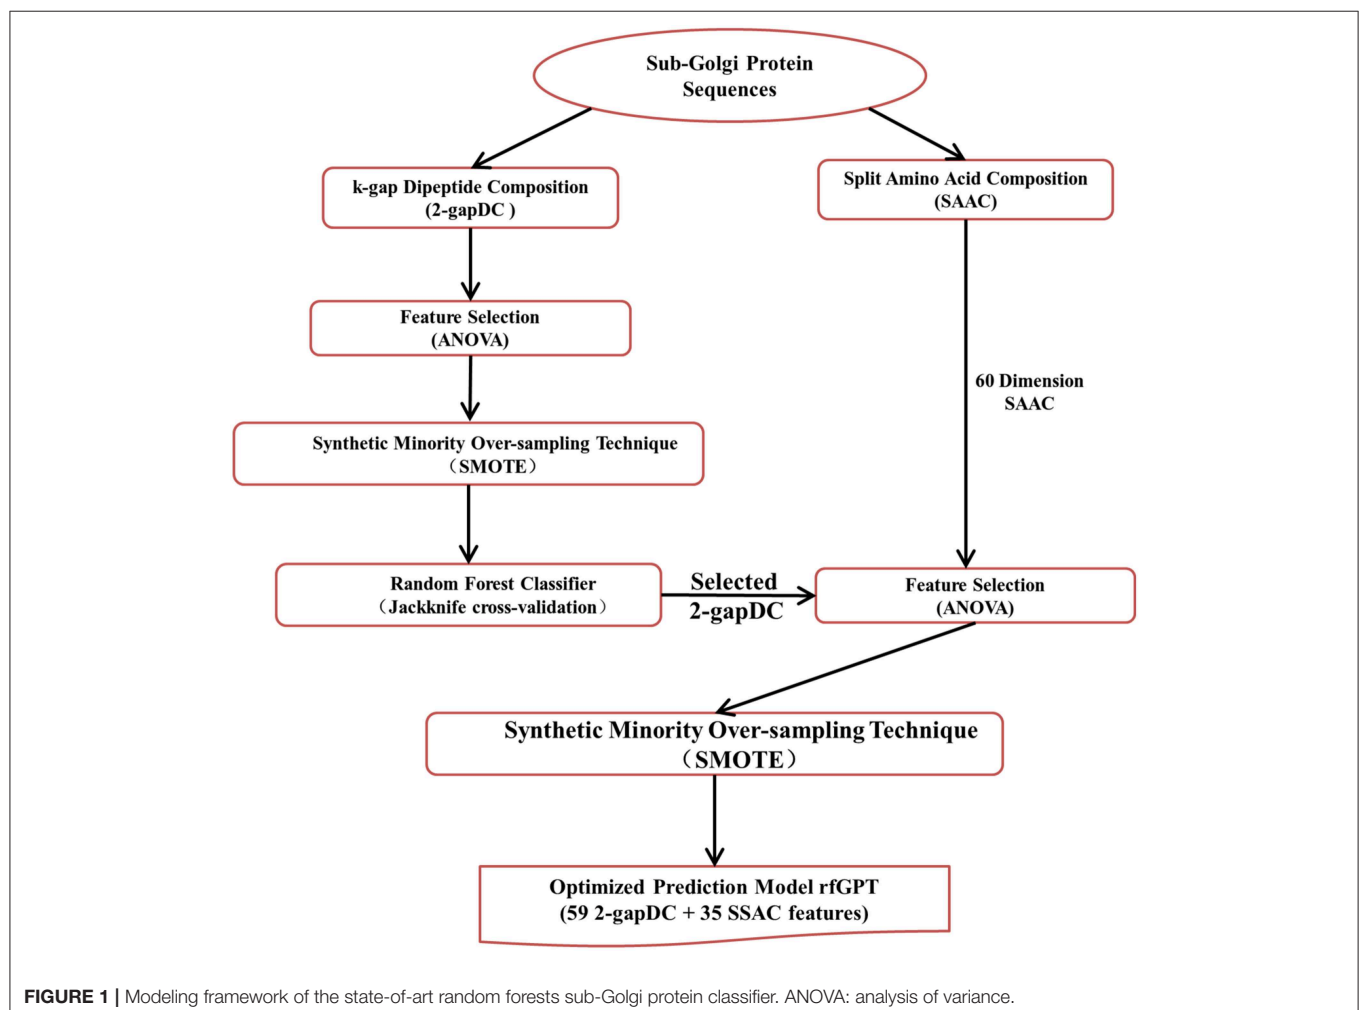 Sub-Golgi Protein
Sequences
k-gap Dipeptide Composition
(2-gapDC )
Split Amino Acid Composition
(SAAC)
Feature Selection
(ANOVA)
60 Dimension
SAAC
Synthetic Minority Over-sampling Technique
（SMOTE）
Random Forest Classifier
（Jackknife cross-validation）
Selected
2-gapDC
Feature Selection
(ANOVA)
Synthetic Minority Over-sampling Technique
（SMOTE）
Optimized Prediction Model rfGPT
(59 2-gapDC + 35 SSAC features)
FIGURE 1 | Modeling framework of the state-of-art random forests sub-Golgi protein classifier. ANOVA: analysis of variance.